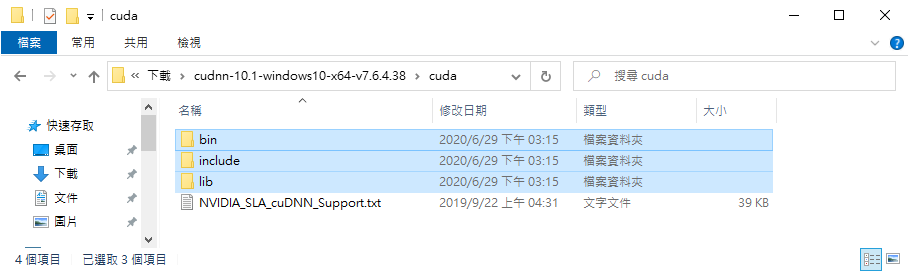 cuda
檔案 常用 共用 檢視
« 下載 › cudnn-10.1-windows10-x64-v7.6.4.38 › cuda
搜尋 cuda
名稱 修改日期 類型 大小
快速存取
桌面
下載
文件
圖片
bin 2020/6/29 下午 03:15 檔案資料夾
include 2020/6/29 下午 03:15 檔案資料夾
lib 2020/6/29 下午 03:15 檔案資料夾
NVIDIA_SLA_cuDNN_Support.txt 2019/9/22 上午 04:31 文字文件 39 KB
4 個項目 已選取 3 個項目